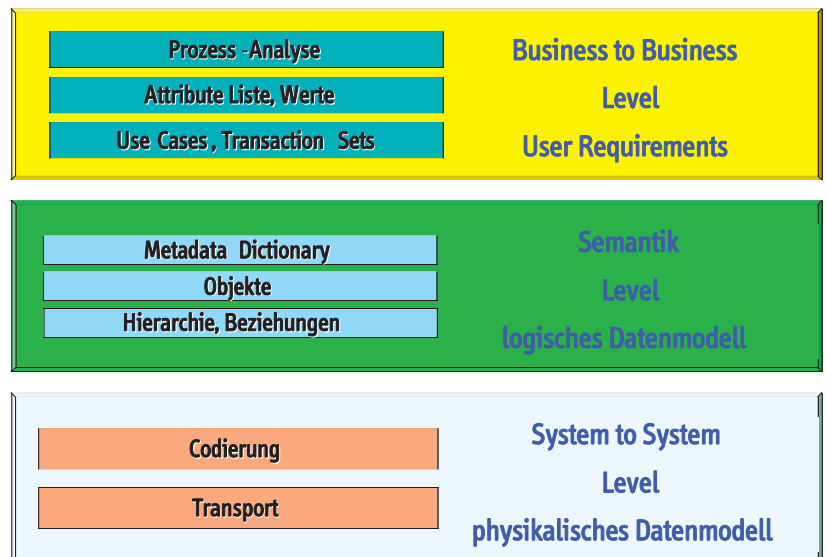 Prozess -Analyse
Attribute Liste, Werte
Use Cases, Transaction Sets
Business to Business
Level
User Requirements
Metadata Dictionary
Objekte
Hierarchie, Beziehungen
Semantik
Level
logisches Datenmodell
Codierung
Transport
System to System
Level
physikalisches Datenmodell